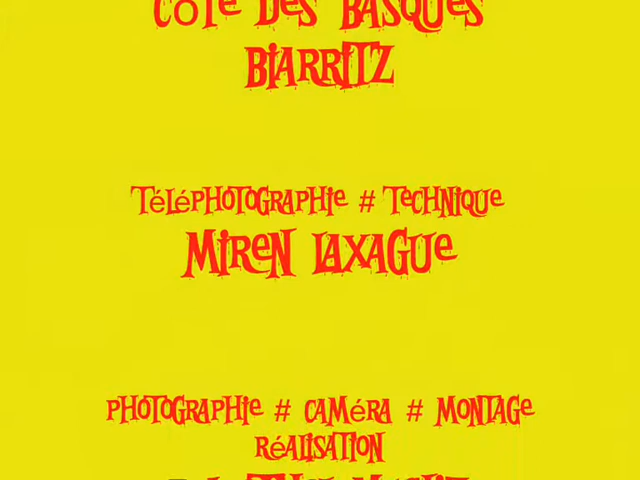 CÔTE DES BASQUES
BIARRITZ
TÉLÉPHOTOGRAPHIE # TECHNIQUE
MIREN LAXAGUE
PHOTOGRAPHIE # CAMÉRA # MONTAGE
RÉALISATION